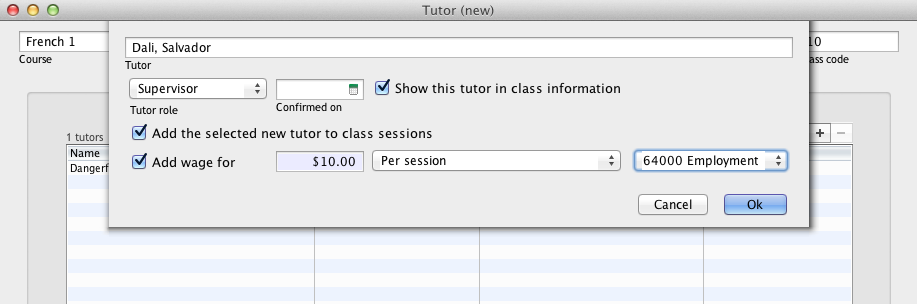 Tutor (new)
French 1
Course
Dali, Salvador
Tutor
Supervisor
Tutor role
Confirmed on
Show this tutor in class information
Add the selected new tutor to class sessions
Add wage for $10.00 Per session 64000 Employment
Cancel Ok
10
ass code
1 tutors
+ −
Name
Dangerf